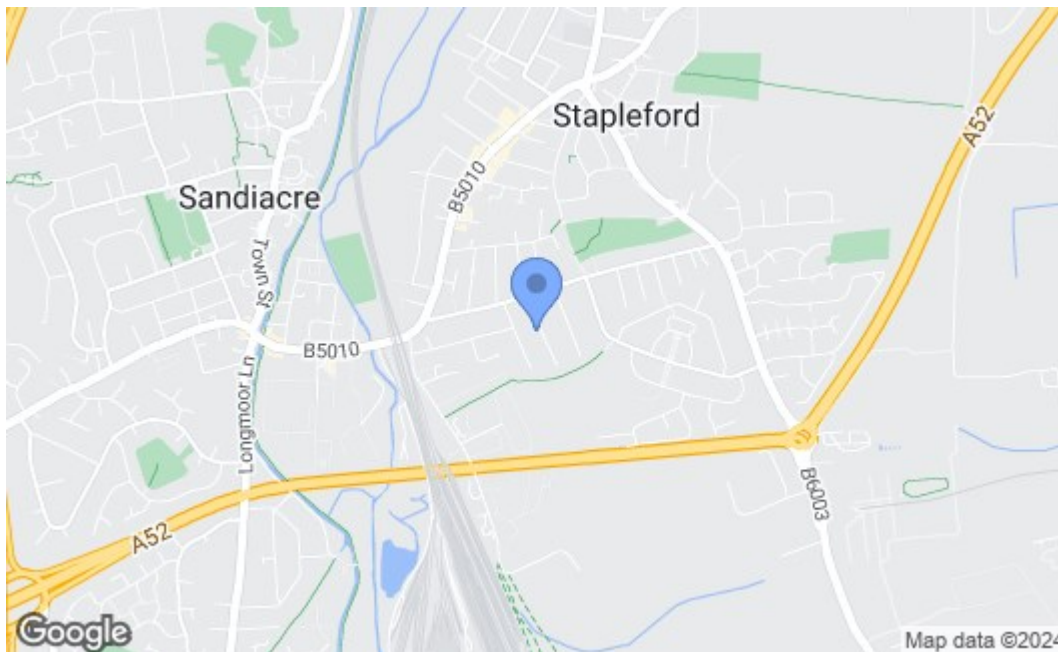 Stapleford
A52
B5010
Sandiacre
Town St
B5010
Longmoor Ln
B6003
A52
Google
Map data ©2024